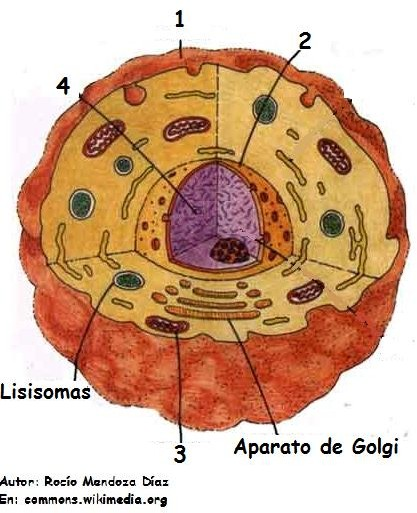 1
2
4
Lisisomas
3
Aparato de Golgi
Autor: Rocío Mendoza Díaz
En: commons.wikimedia.org